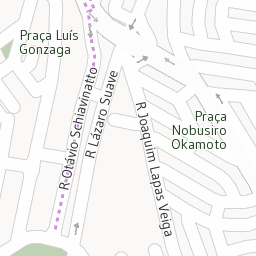 Praça Luís
Gonzaga
R Otávio Schiavinatto
R Lázaro Suave
R Joaquim Lapas Veiga
Praça
Nobusiro
Okamoto